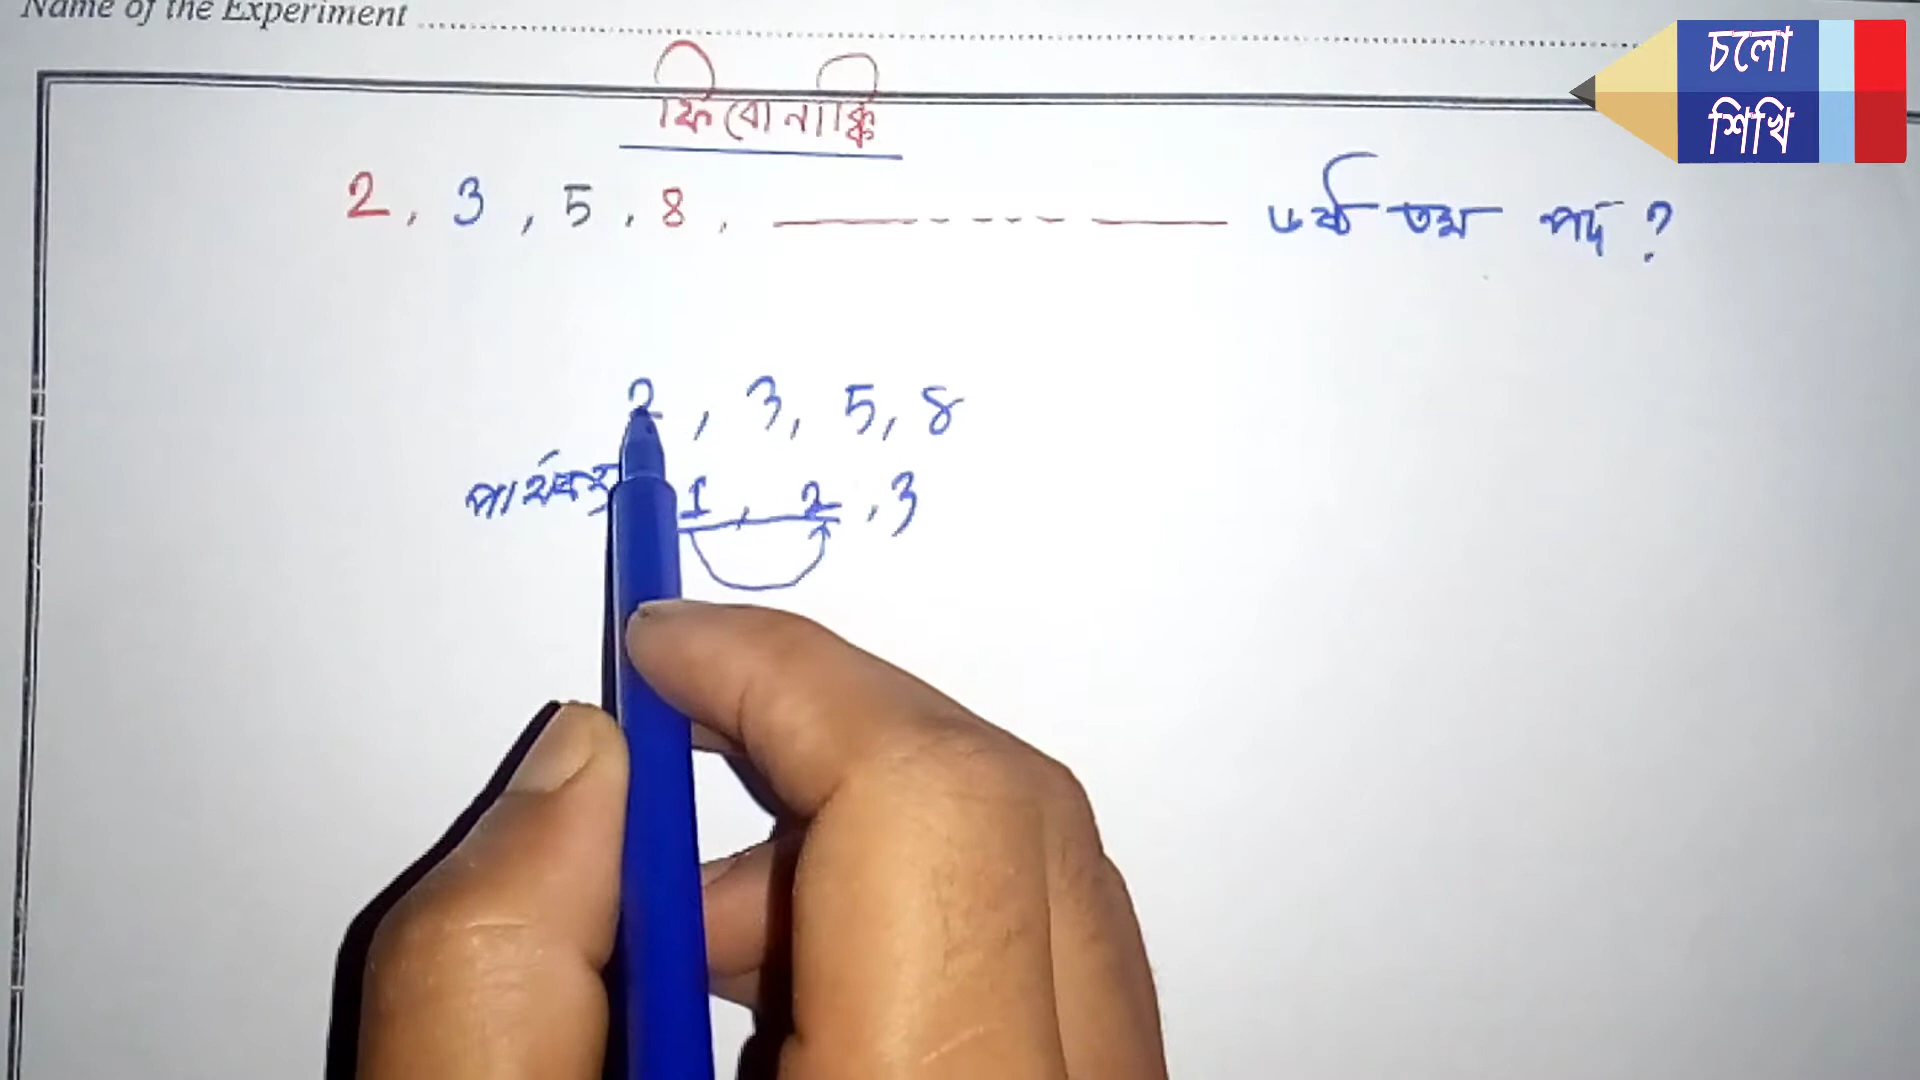 Name of the Experiment
চলো
শিখি
ফিবোনাক্কি
2, 3, 5, 8, ৬ষ্ঠ তম পদ ?
2, 3, 5, 8
পার্থক্য 1, 2, 3